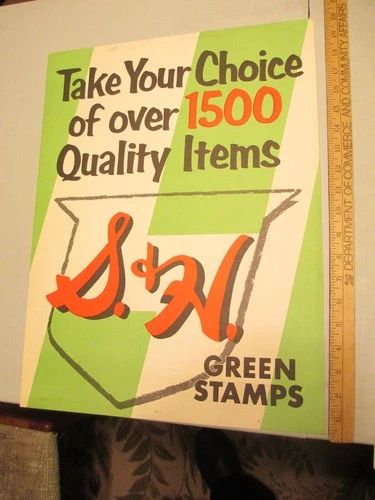 Take Your Choice
of over 1500
Quality Items
S. & H.
GREEN
STAMPS
DEPARTMENT OF COMMERCE AND COMMUNITY AFFAIRS